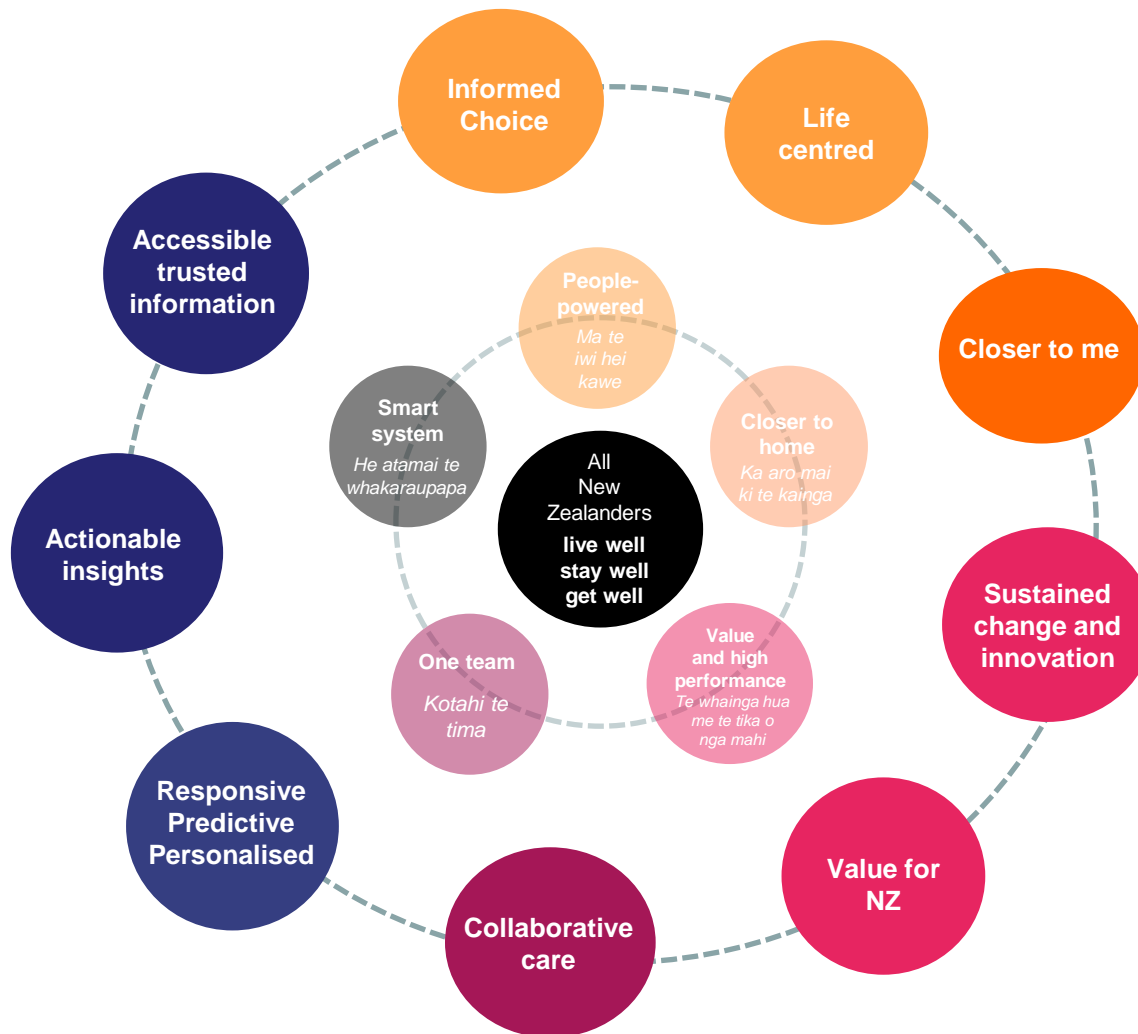 Informed
Choice
Life
centred
Closer to me
Sustained
change and
innovation
Value for
NZ
Collaborative
care
Responsive
Predictive
Personalised
Actionable
insights
Accessible
trusted
information
People-
powered
Ma te
iwi hei
kawe
Closer to
home
Ka aro mai
ki te kainga
Value
and high
performance
Te whainga hua
me te tika o
nga mahi
One team
Kotahi te
tima
Smart
system
He atamai te
whakaraupapa
All
New
Zealanders
live well
stay well
get well